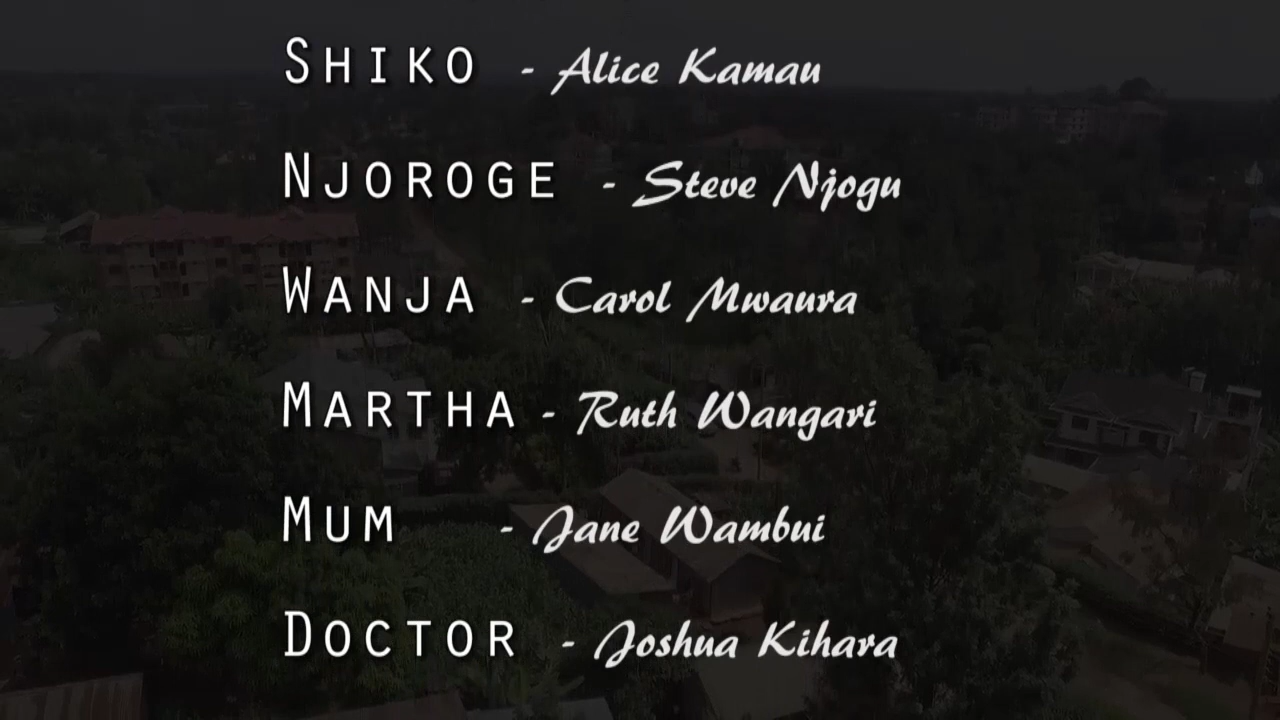 SHIKO - Alice Kamau
NJOROGE - Steve Njogu
WANJA - Carol Mwaura
MARTHA - Ruth Wangari
MUM - Jane Wambui
DOCTOR - Joshua Kihara